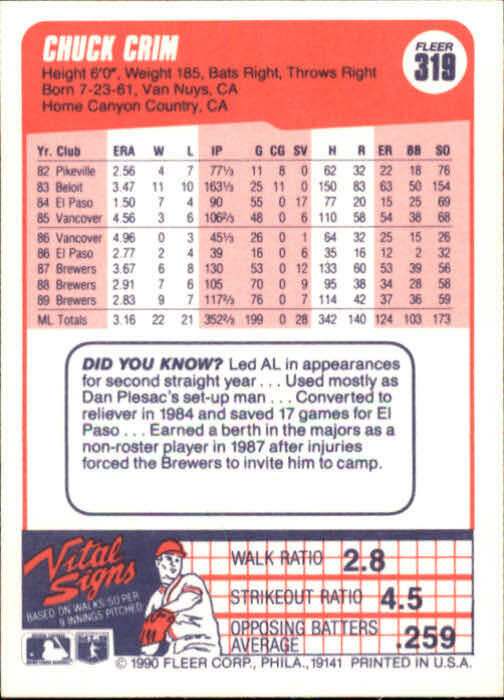 CHUCK CRIM
FLEER
319
Height 6'0", Weight 185, Bats Right, Throws Right
Born 7-23-61, Van Nuys, CA
Home Canyon Country, CA
Yr. Club ERA W L IP G CG SV H R ER BB SO
82 Pikeville 2.56 4 7 77⅓ 11 8 0 62 32 22 18 76
83 Beloit 3.47 11 10 163⅓ 25 11 0 150 83 63 50 154
84 El Paso 1.50 7 4 90 55 0 17 77 20 15 25 69
85 Vancover 4.56 3 6 106⅔ 48 0 6 110 58 54 38 68
86 Vancover 4.96 0 3 45⅓ 26 0 1 64 32 25 15 26
86 El Paso 2.77 2 4 39 16 0 6 35 16 12 2 32
87 Brewers 3.67 6 8 130 53 0 12 133 60 53 39 56
88 Brewers 2.91 7 6 105 70 0 9 95 38 34 28 58
89 Brewers 2.83 9 7 117⅔ 76 0 7 114 42 37 36 59
ML Totals 3.16 22 21 352⅔ 199 0 28 342 140 124 103 173
DID YOU KNOW? Led AL in appearances
for second straight year . . . Used mostly as
Dan Plesac's set-up man . . . Converted to
reliever in 1984 and saved 17 games for El
Paso . . . Earned a berth in the majors as a
non-roster player in 1987 after injuries
forced the Brewers to invite him to camp.
Vital
Signs
BASED ON WALKS, SO PER
9 INNINGS PITCHED
WALK RATIO 2.8
STRIKEOUT RATIO 4.5
OPPOSING BATTERS
AVERAGE .259
© 1990 FLEER CORP., PHILA., 19141 PRINTED IN U.S.A.